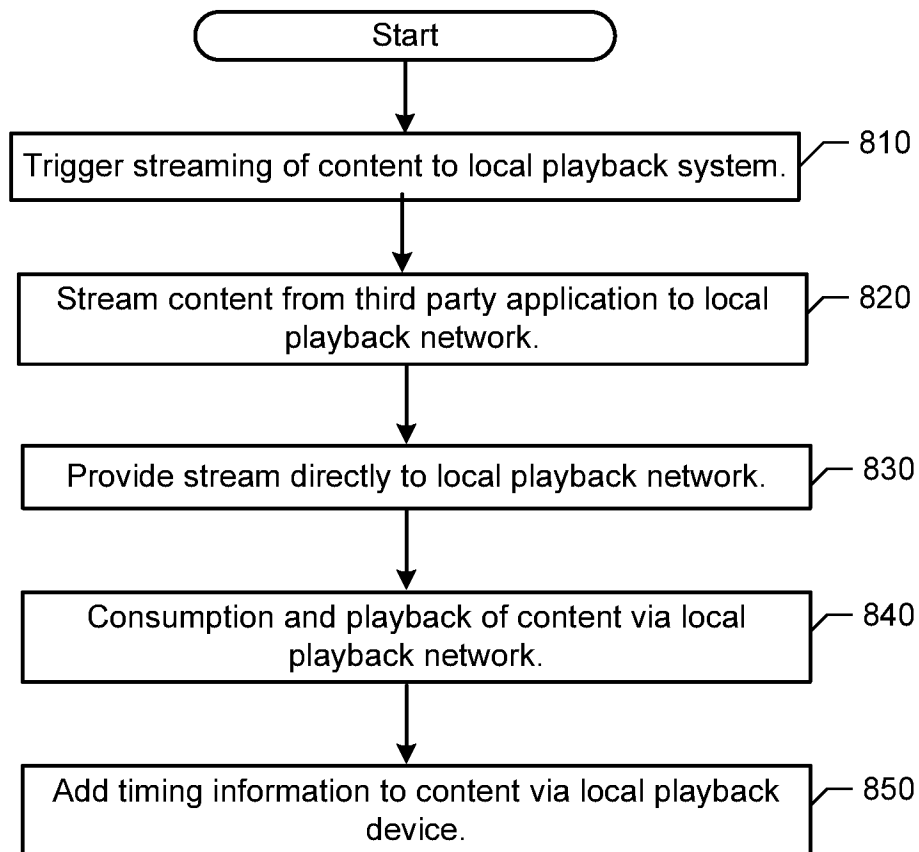 Start
Trigger streaming of content to local playback system.
810
Stream content from third party application to local
playback network.
820
Provide stream directly to local playback network.
830
Consumption and playback of content via local
playback network.
840
Add timing information to content via local playback
device.
850